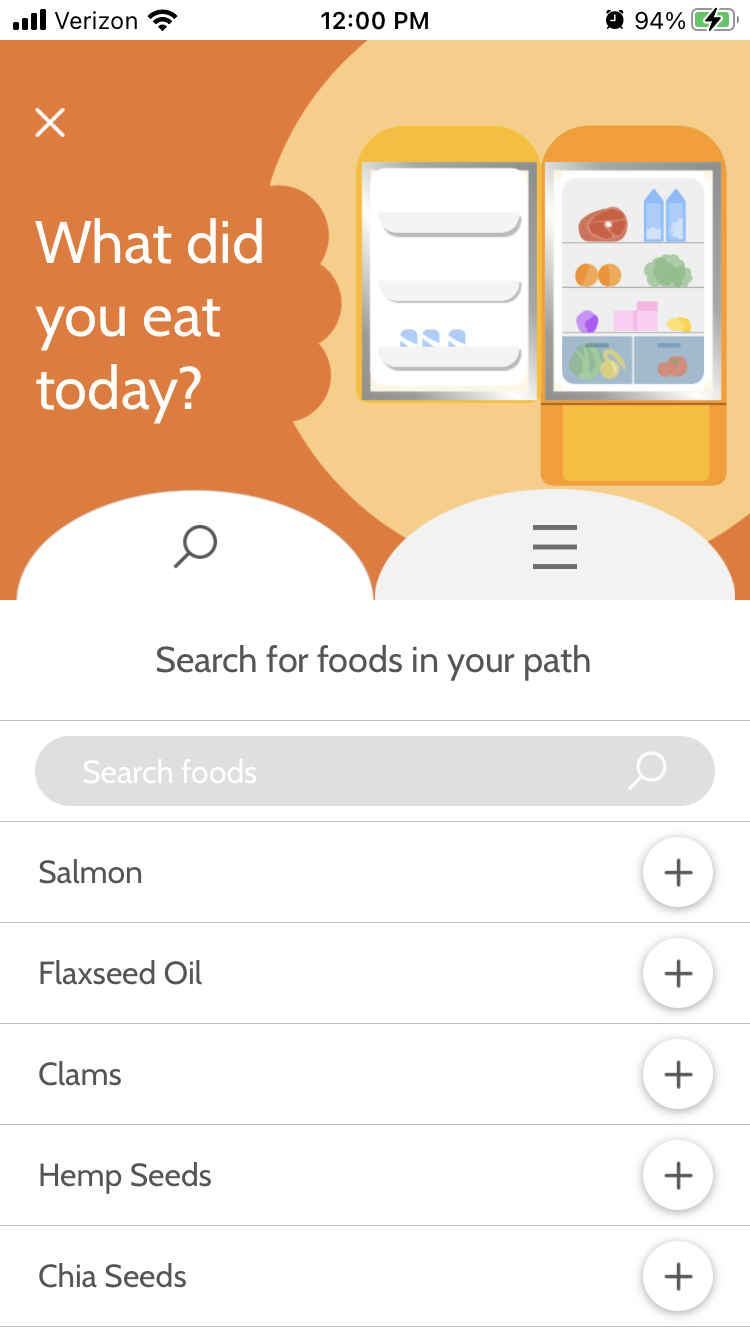 Verizon 12:00 PM 94%
What did
you eat
today?
Search for foods in your path
Search foods
Salmon
Flaxseed Oil
Clams
Hemp Seeds
Chia Seeds